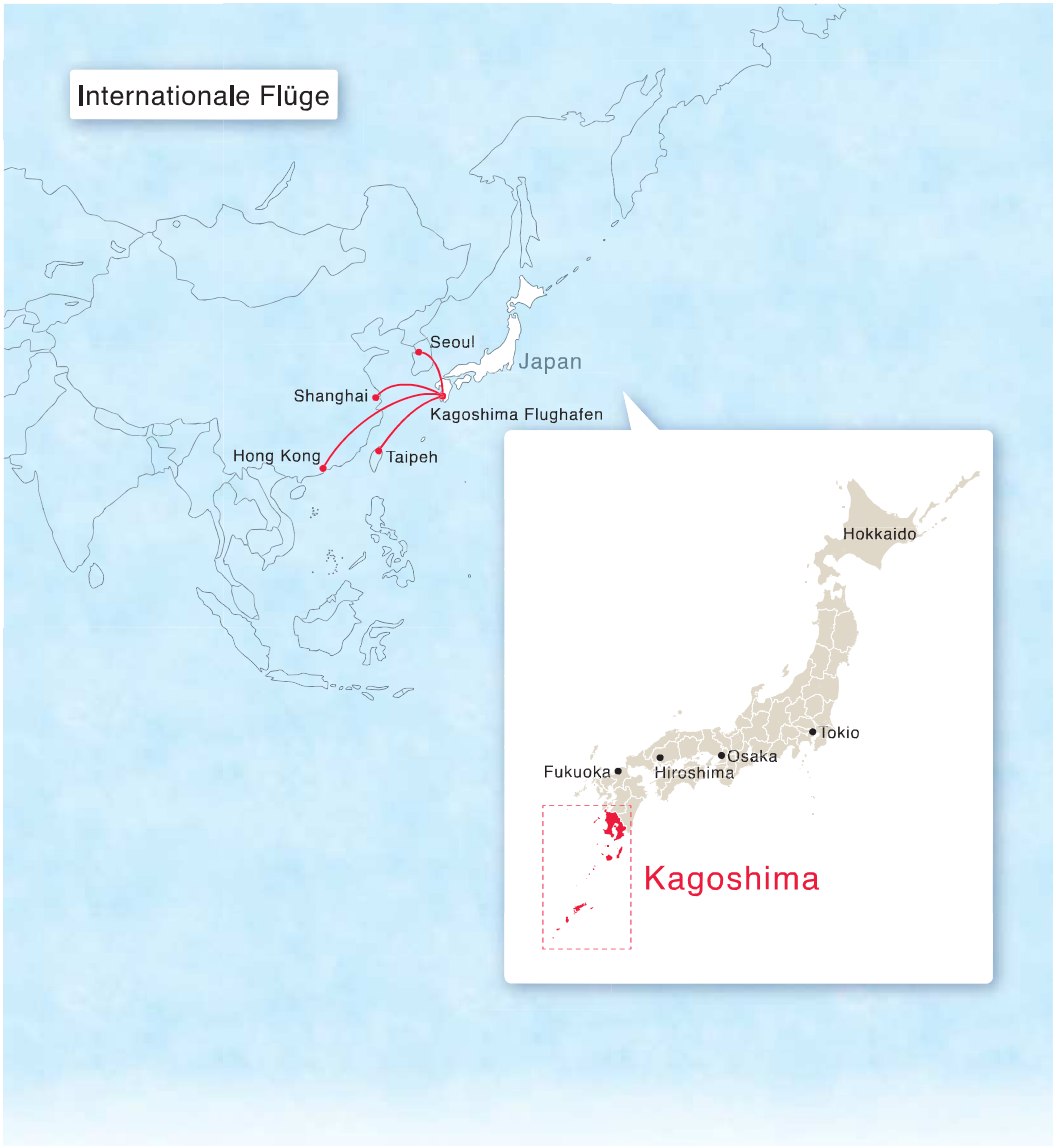 Internationale Flüge
Seoul
Japan
Shanghai
Kagoshima Flughafen
Hong Kong
Taipeh
Hokkaido
Tokio
Osaka
Fukuoka
Hiroshima
Kagoshima